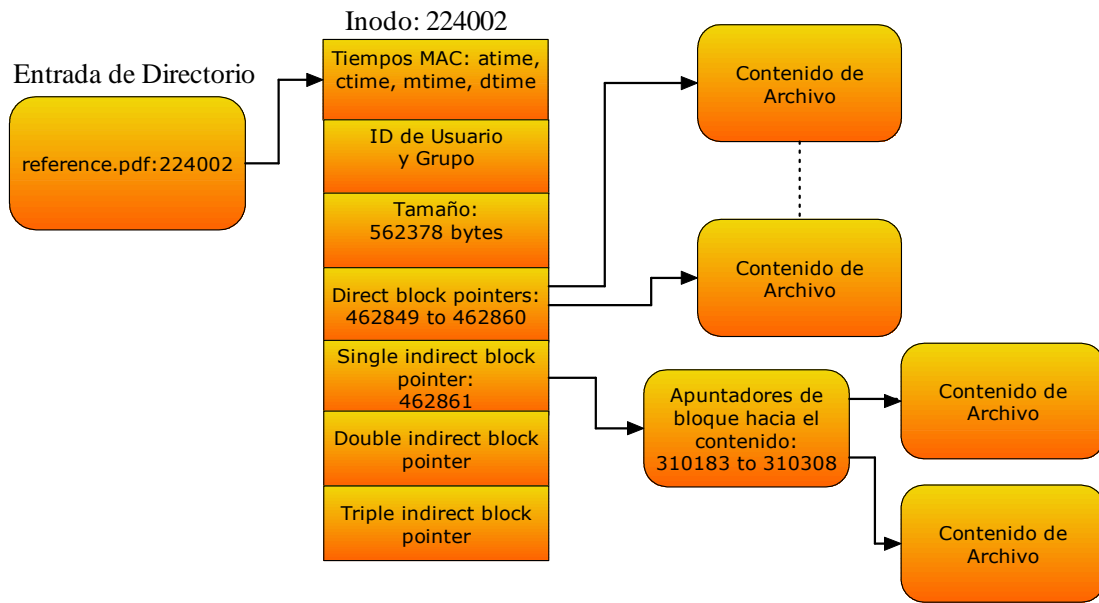 Inodo: 224002
Entrada de Directorio
reference.pdf:224002
Tiempos MAC: atime,
ctime, mtime, dtime
ID de Usuario
y Grupo
Tamaño:
562378 bytes
Direct block pointers:
462849 to 462860
Single indirect block
pointer:
462861
Double indirect block
pointer
Triple indirect block
pointer
Contenido de
Archivo
Contenido de
Archivo
Apuntadores de
bloque hacia el
contenido:
310183 to 310308
Contenido de
Archivo
Contenido de
Archivo